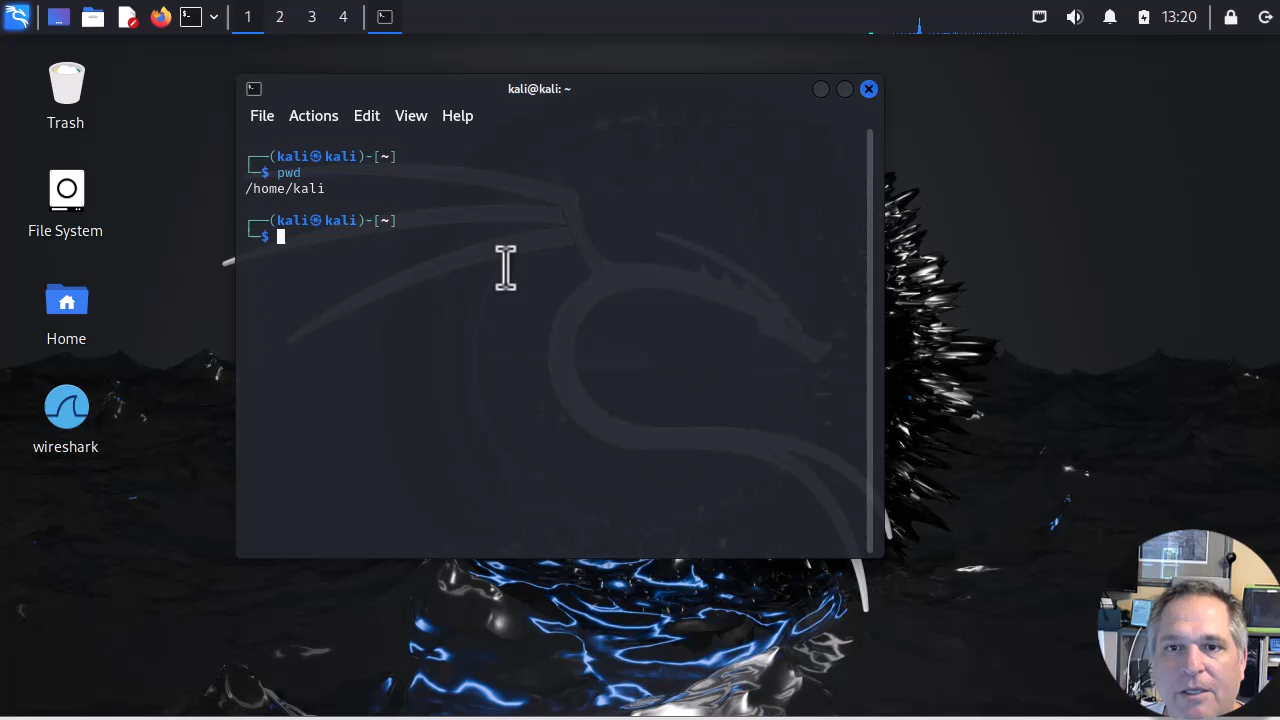 1 2 3 4 13:20
kali@kali: ~
File Actions Edit View Help
┌──(kali㉿kali)-[~]
└─$ pwd
/home/kali
┌──(kali㉿kali)-[~]
└─$
Trash
File System
Home
wireshark